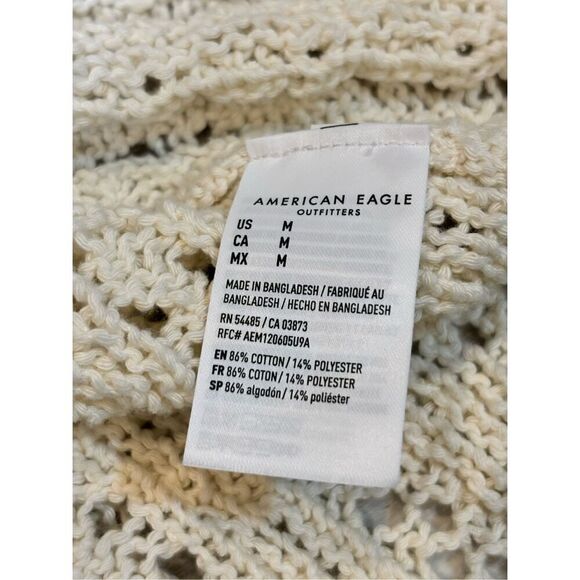 AMERICAN EAGLE
OUTFITTERS
US M
CA M
MX M
MADE IN BANGLADESH / FABRIQUÉ AU
BANGLADESH / HECHO EN BANGLADESH
RN 54485 / CA 03873
RFC# AEM120605U9A
EN 86% COTTON / 14% POLYESTER
FR 86% COTON / 14% POLYESTER
SP 86% algodón / 14% poliéster